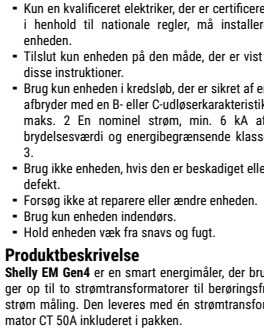 - Kun en kvalificeret elektriker, der er certificere
i henhold til nationale regler, må installer
enheden.
- Tilslut kun enheden på den måde, der er vist
disse instruktioner.
- Brug kun enheden i kredsløb, der er sikret af e
afbryder med en B- eller C-udløserkarakteristik
maks. 2 En nominel strøm, min. 6 kA af
brydelsesværdi og energibegrænsende klasse
3.
- Brug ikke enheden, hvis den er beskadiget elle
defekt.
- Forsøg ikke at reparere eller ændre enheden.
- Brug kun enheden indendørs.
- Hold enheden væk fra snavs og fugt.
Produktbeskrivelse
Shelly EM Gen4 er en smart energimåler, der bru
ger op til to strømtransformatorer til berøringsfr
strøm måling. Den leveres med én strømtransfor
mator CT 50A inkluderet i pakken.